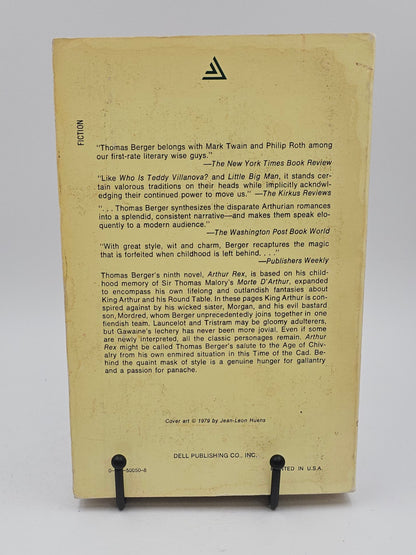 FICTION
"Thomas Berger belongs with Mark Twain and Philip Roth among
our first-rate literary wise guys."
—The New York Times Book Review
"Like Who Is Teddy Villanova? and Little Big Man, it stands cer-
tain valorous traditions on their heads while implicitly acknowl-
edging their continued power to move us." —The Kirkus Reviews
". . . Thomas Berger synthesizes the disparate Arthurian romances
into a splendid, consistent narrative—and makes them speak elo-
quently to a modern audience."
—The Washington Post Book World
"With great style, wit and charm, Berger recaptures the magic
that is forfeited when childhood is left behind. . . ."
—Publishers Weekly
Thomas Berger's ninth novel, Arthur Rex, is based on his child-
hood memory of Sir Thomas Malory's Morte D'Arthur, expanded
to encompass his own lifelong and outlandish fantasies about
King Arthur and his Round Table. In these pages King Arthur is con-
spired against by his wicked sister, Morgan, and his evil bastard
son, Mordred, whom Berger unprecedentedly joins together in one
fiendish team. Launcelot and Tristram may be gloomy adulterers,
but Gawaine's lechery has never been more jovial. Even if some
are newly interpreted, all the classic personages remain. Arthur
Rex might be called Thomas Berger's salute to the Age of Chiv-
alry from his own enmired situation in this Time of the Cad. Be-
hind the quaint mask of style is a genuine hunger for gallantry
and a passion for panache.
Cover art © 1979 by Jean-Leon Huens
DELL PUBLISHING CO., INC.
50050-8
NTED IN U.S.A.